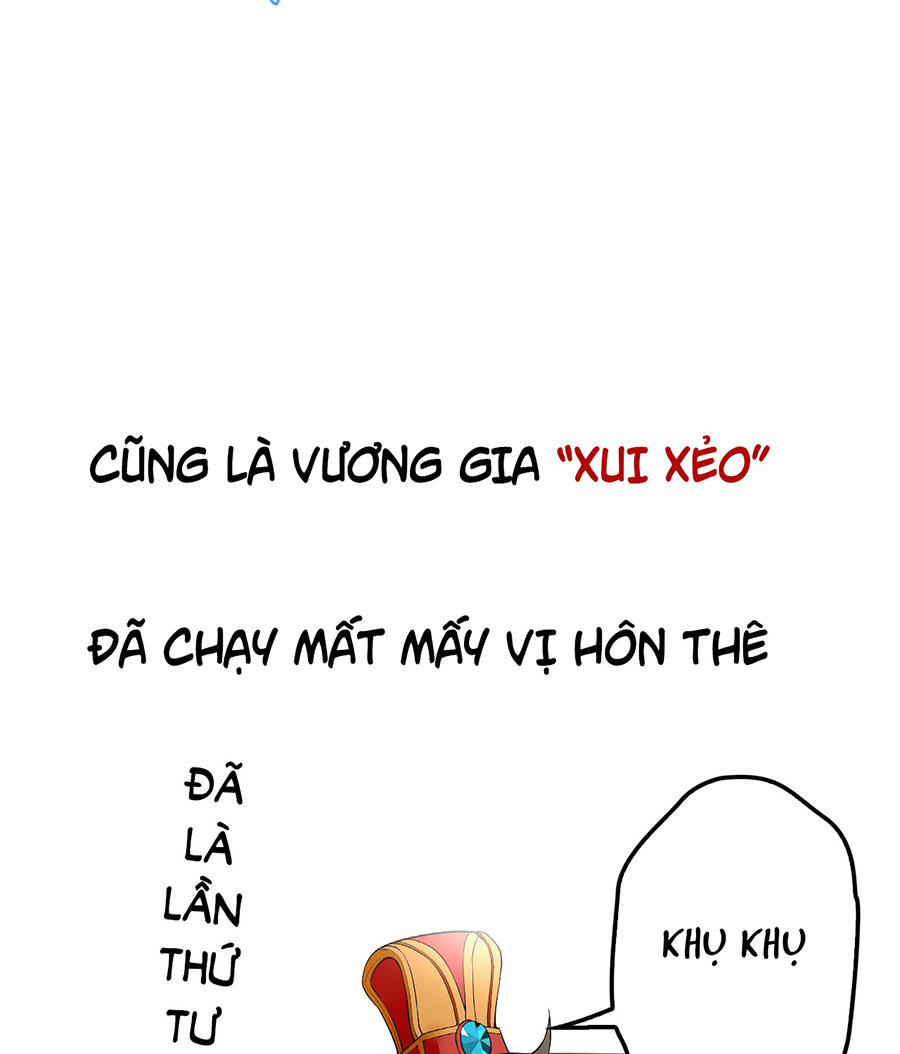 CŨNG LÀ VƯƠNG GIA “XUI XẺO”
ĐÃ CHẠY MẤT MẤY VỊ HÔN THÊ
ĐÃ
LÀ
LẦN
THỨ
TƯ
KHỤ KHỤ